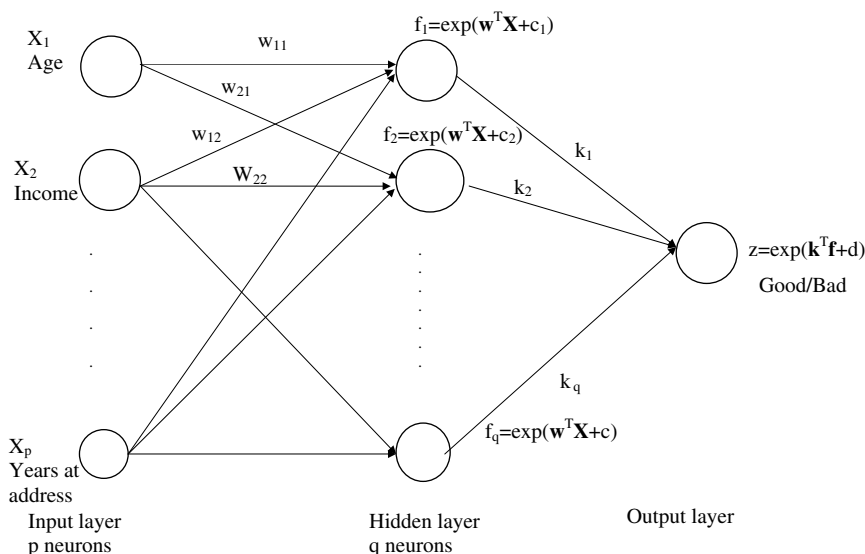 X₁
Age
w₁₁
f₁=exp(wᵀX+c₁)
w₂₁
w₁₂
f₂=exp(wᵀX+c₂)
k₁
X₂
Income
W₂₂
k₂
z=exp(kᵀf+d)
Good/Bad
k q
fq=exp(wᵀX+c)
Xp
Years at
address
Input layer
p neurons
Hidden layer
q neurons
Output layer